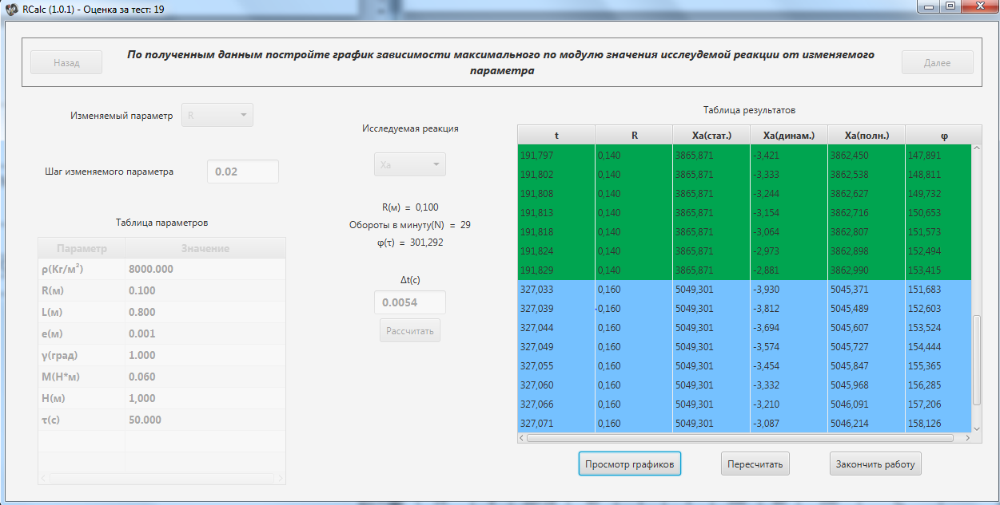 RCalc (1.0.1) - Оценка за тест: 19
Назад
По полученным данным постройте график зависимости максимального по модулю значения исслеудемой реакции от изменяемого
параметра
Далее
Изменяемый параметр R
Шаг изменяемого параметра 0.02
Таблица параметров
Параметр Значение
ρ(Кг/м²) 8000.000
R(м) 0.100
L(м) 0.800
e(м) 0.001
γ(град) 1.000
M(Н*м) 0.060
H(м) 1,000
τ(с) 50.000
Исследуемая реакция
Xa
R(м) = 0,100
Обороты в минуту(N) = 29
φ(τ) = 301,292
Δt(с)
0.0054
Рассчитать
Таблица результатов
t R Xa(стат.) Xa(динам.) Xa(полн.) φ
191,797 0,140 3865,871 -3,421 3862,450 147,891
191,802 0,140 3865,871 -3,333 3862,538 148,811
191,808 0,140 3865,871 -3,244 3862,627 149,732
191,813 0,140 3865,871 -3,154 3862,716 150,653
191,818 0,140 3865,871 -3,064 3862,807 151,573
191,824 0,140 3865,871 -2,973 3862,898 152,494
191,829 0,140 3865,871 -2,881 3862,990 153,415
327,033 0,160 5049,301 -3,930 5045,371 151,683
327,039 0,160 5049,301 -3,812 5045,489 152,603
327,044 0,160 5049,301 -3,694 5045,607 153,524
327,049 0,160 5049,301 -3,574 5045,727 154,444
327,055 0,160 5049,301 -3,454 5045,847 155,365
327,060 0,160 5049,301 -3,332 5045,968 156,285
327,066 0,160 5049,301 -3,210 5046,091 157,206
327,071 0,160 5049,301 -3,087 5046,214 158,126
Просмотр графиков
Пересчитать
Закончить работу